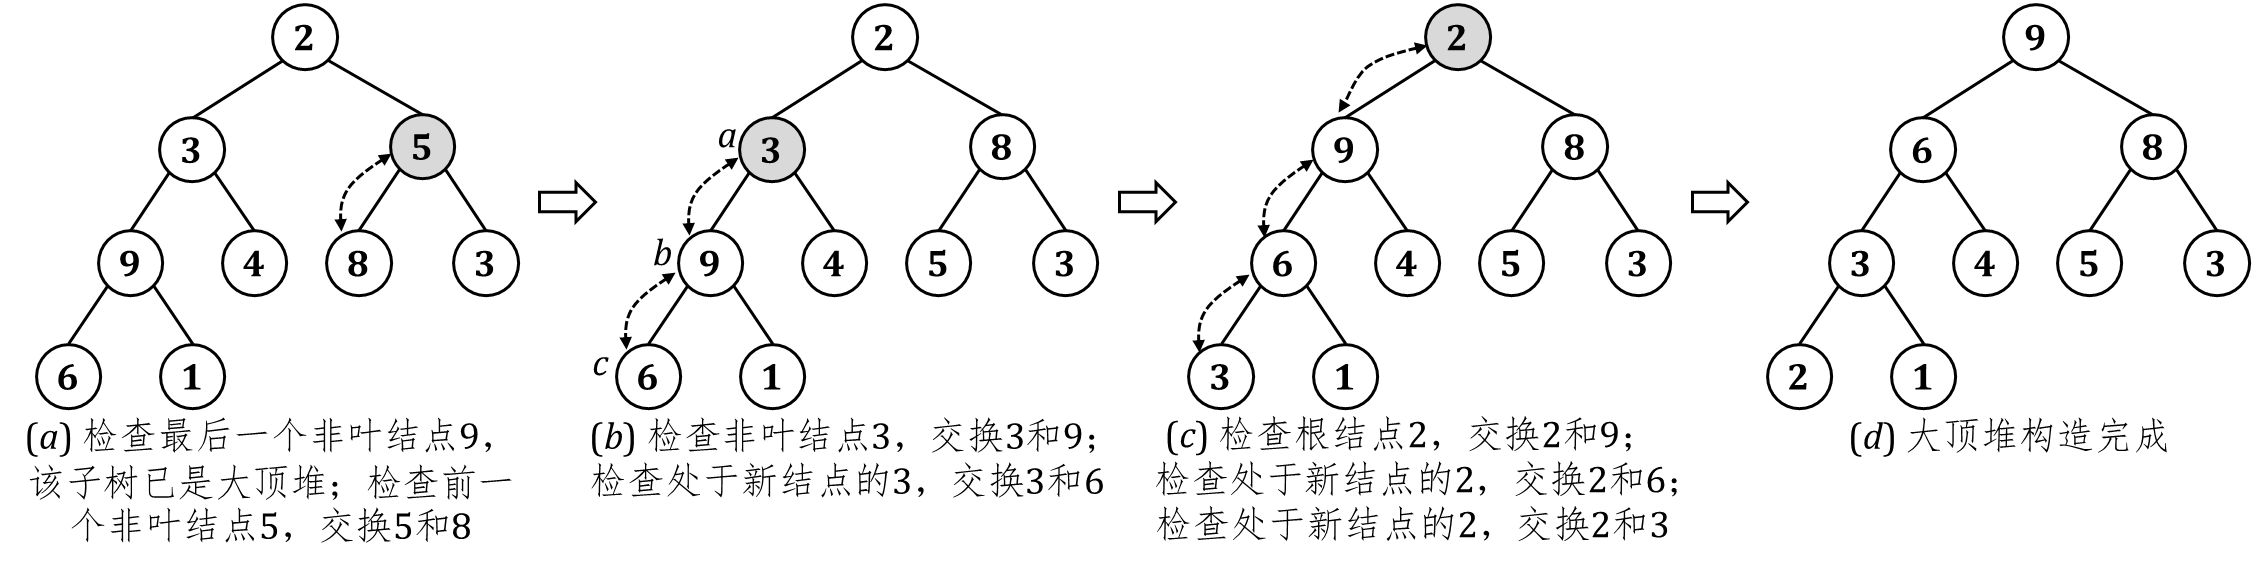 2
3 5
9 4 8 3
6 1
(a) 检查最后一个非叶结点9，
该子树已是大顶堆；检查前一
个非叶结点5，交换5和8
2
a 3 8
b 9 4 5 3
c 6 1
(b) 检查非叶结点3，交换3和9；
检查处于新结点的3，交换3和6
2
9 8
6 4 5 3
3 1
(c) 检查根结点2，交换2和9；
检查处于新结点的2，交换2和6；
检查处于新结点的2，交换2和3
9
6 8
3 4 5 3
2 1
(d) 大顶堆构造完成